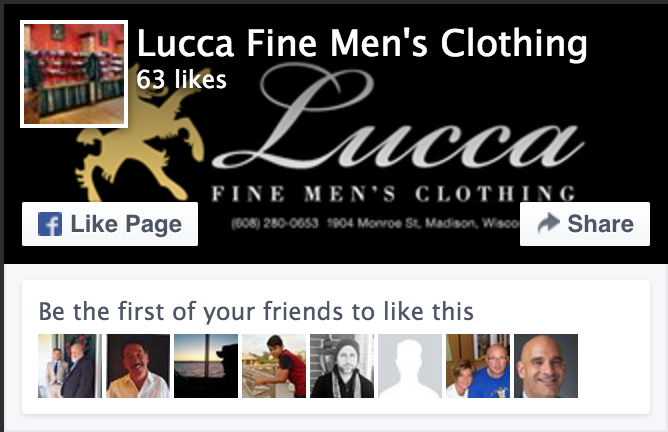 Lucca Fine Men's Clothing
63 likes
Lucca
FINE MEN'S CLOTHING
(608) 280-0653 1904 Monroe St, Madison, Wisco
Like Page
Share
Be the first of your friends to like this